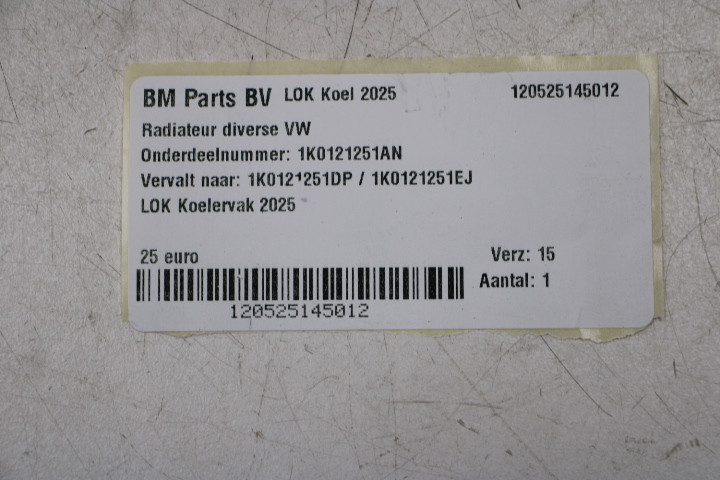 BM Parts BV LOK Koel 2025 120525145012
Radiateur diverse VW
Onderdeelnummer: 1K0121251AN
Vervalt naar: 1K0121251DP / 1K0121251EJ
LOK Koelervak 2025
25 euro Verz: 15
Aantal: 1
120525145012